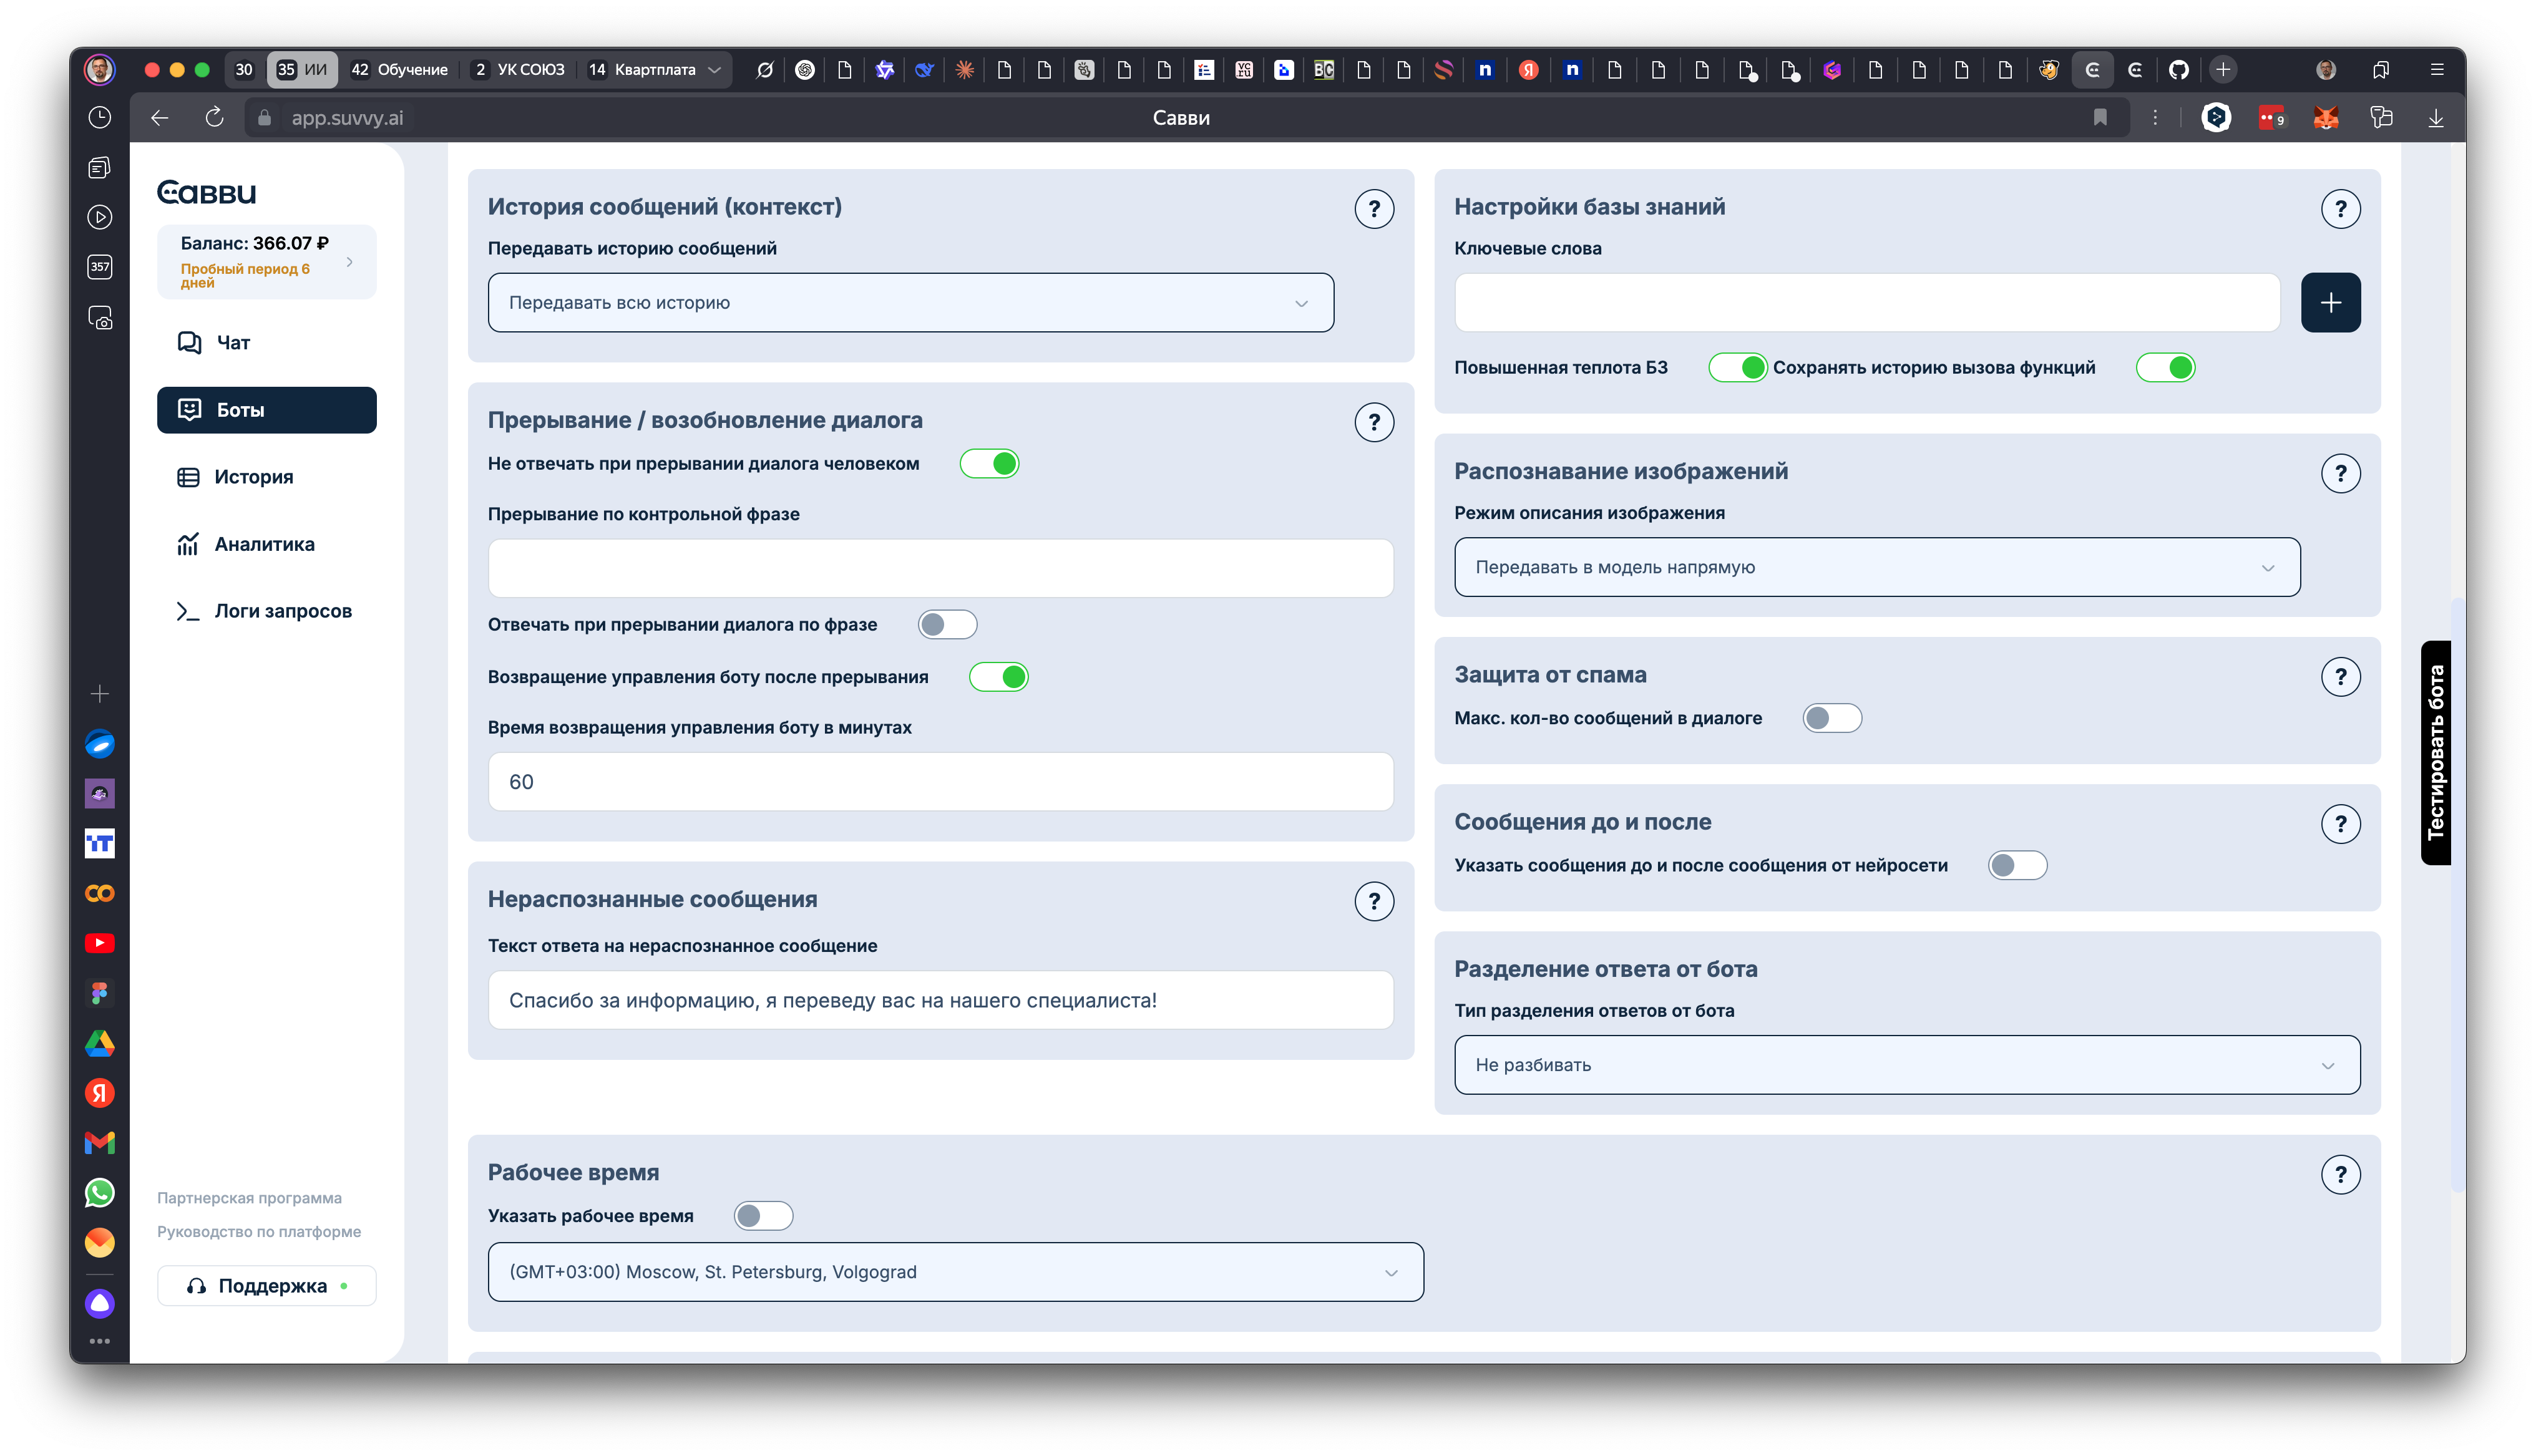 30
35 ИИ
42 Обучение
2 УК СОЮЗ
14 Квартплата
app.suvvy.ai
Савви
9
357
Савви
Баланс: 366.07 ₽
Пробный период 6
дней
Чат
Боты
История
Аналитика
Логи запросов
Партнерская программа
Руководство по платформе
Поддержка
История сообщений (контекст)
?
Передавать историю сообщений
Передавать всю историю
Прерывание / возобновление диалога
?
Не отвечать при прерывании диалога человеком
Прерывание по контрольной фразе
Отвечать при прерывании диалога по фразе
Возвращение управления боту после прерывания
Время возвращения управления боту в минутах
60
Нераспознанные сообщения
?
Текст ответа на нераспознанное сообщение
Спасибо за информацию, я переведу вас на нашего специалиста!
Настройки базы знаний
?
Ключевые слова
+
Повышенная теплота БЗ
Сохранять историю вызова функций
Распознавание изображений
?
Режим описания изображения
Передавать в модель напрямую
Защита от спама
?
Макс. кол-во сообщений в диалоге
Сообщения до и после
?
Указать сообщения до и после сообщения от нейросети
Разделение ответа от бота
Тип разделения ответов от бота
Не разбивать
Рабочее время
?
Указать рабочее время
(GMT+03:00) Moscow, St. Petersburg, Volgograd
Тестировать бота